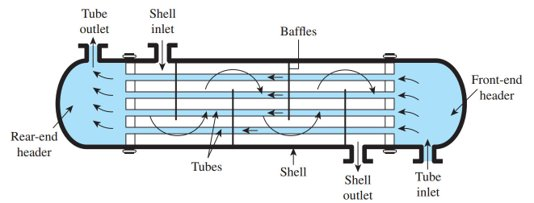 Tube
outlet
Shell
inlet
Baffles
Front-end
header
Rear-end
header
Tubes
Shell
Shell
outlet
Tube
inlet